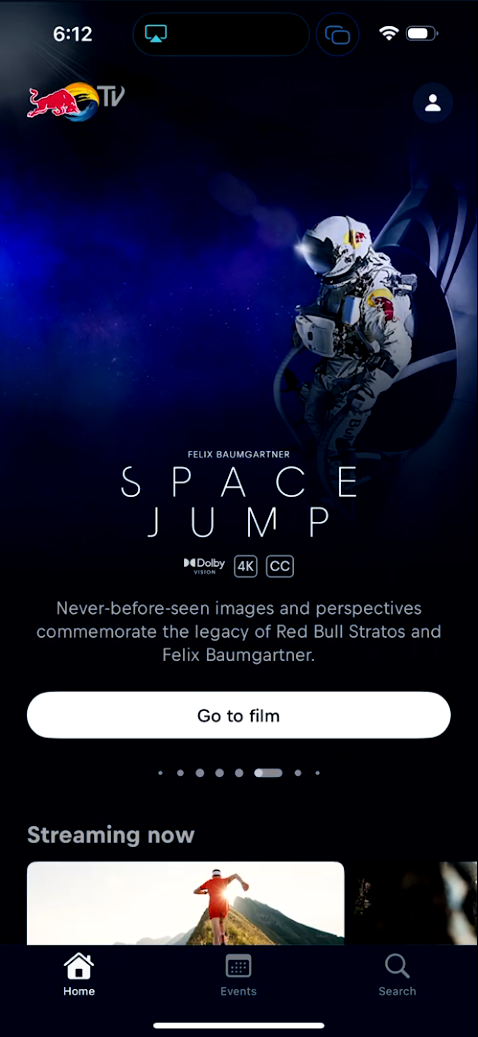 6:12
TV
FELIX BAUMGARTNER
SPACE
JUMP
Dolby
VISION
4K
CC
Never-before-seen images and perspectives
commemorate the legacy of Red Bull Stratos and
Felix Baumgartner.
Go to film
Streaming now
Home
Events
Search